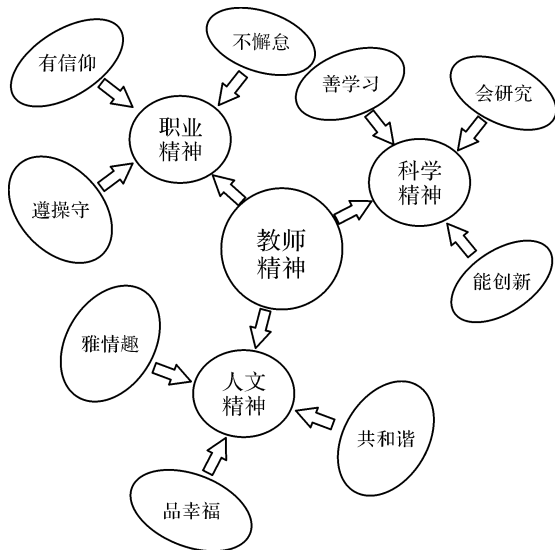 有信仰
不懈怠
善学习
会研究
职业
精神
科学
精神
遵操守
教师
精神
能创新
雅情趣
人文
精神
共和谐
品幸福